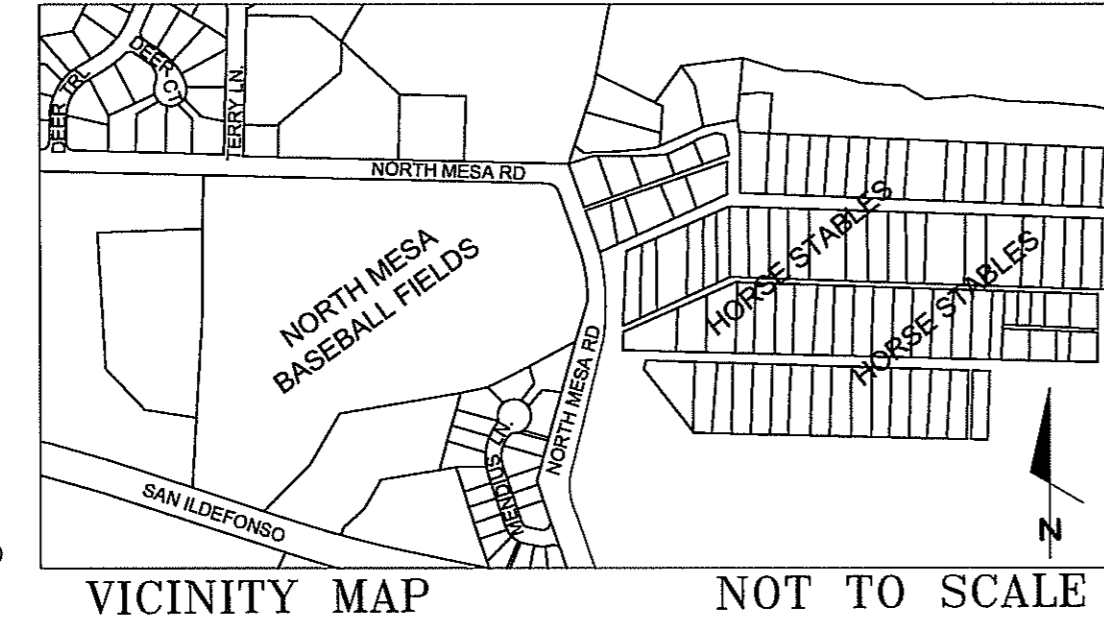 DEER TRL
DEER CT
TERRY LN.
NORTH MESA RD
NORTH MESA
BASEBALL FIELDS
HORSE STABLES
HORSE STABLES
NORTH MESA RD
MENDIUS LN.
SAN ILDEFONSO
N
VICINITY MAP
NOT TO SCALE